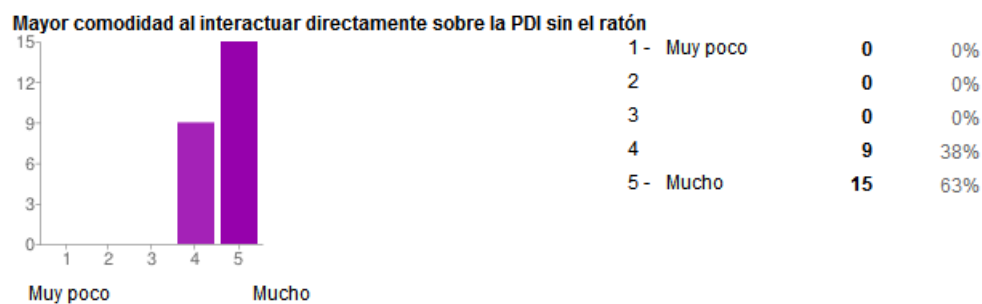 Mayor comodidad al interactuar directamente sobre la PDI sin el ratón
15
12
9
6
3
0
1 2 3 4 5
Muy poco Mucho
1 - Muy poco 0 0%
2 0 0%
3 0 0%
4 9 38%
5 - Mucho 15 63%